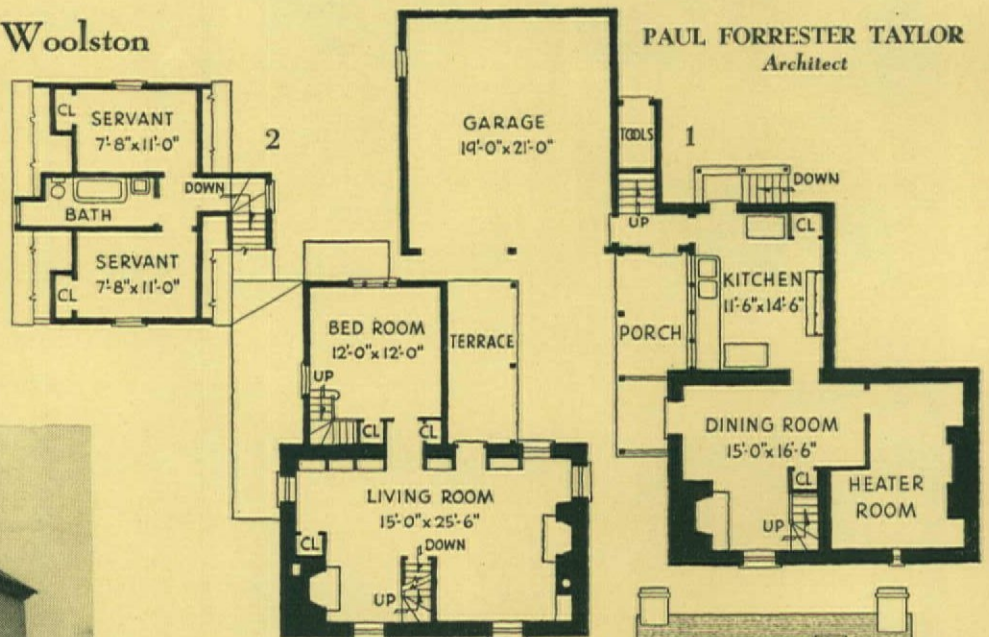 Woolston
PAUL FORRESTER TAYLOR
Architect
CL
SERVANT
7'-8"x11'-0"
2
DOWN
BATH
SERVANT
7'-8"x11'-0"
CL
GARAGE
19'-0"x21'-0"
TOOLS
1
UP
DOWN
CL
KITCHEN
11'-6"x14'-6"
PORCH
BED ROOM
12'-0"x12'-0"
TERRACE
UP
CL
CL
LIVING ROOM
15'-0"x25'-6"
CL
DOWN
UP
DINING ROOM
15'-0"x16'-6"
CL
HEATER
ROOM
UP